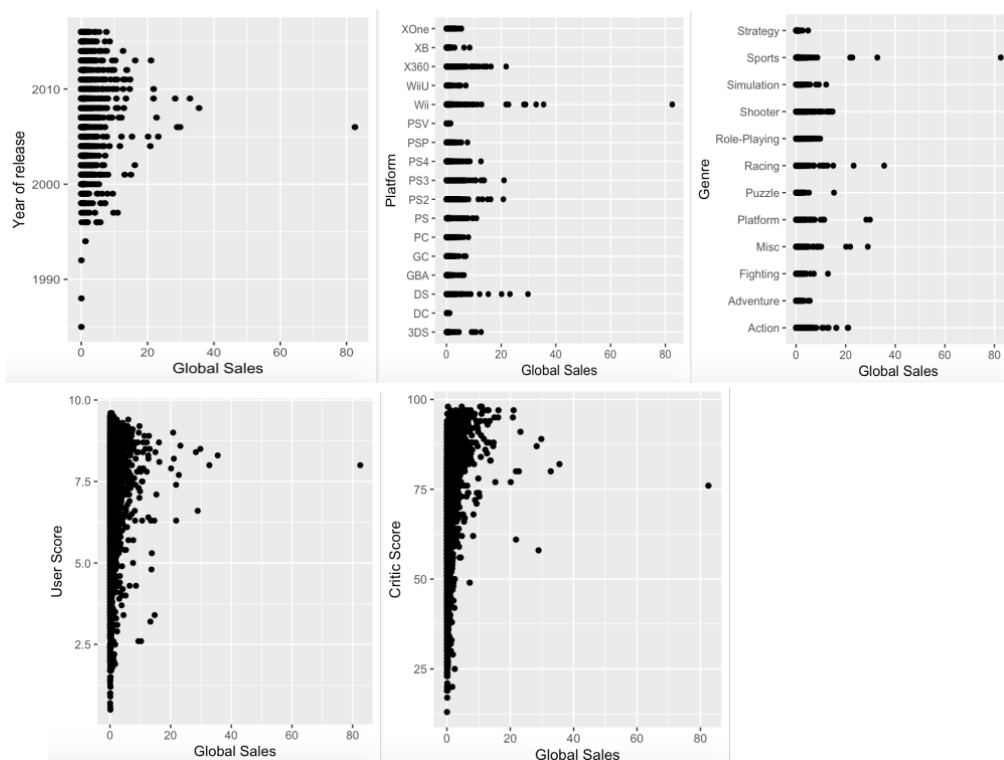 Year of release
2010
2000
1990
0 20 40 60 80
Global Sales
Platform
XOne
XB
X360
WiiU
Wii
PSV
PSP
PS4
PS3
PS2
PS
PC
GC
GBA
DS
DC
3DS
0 20 40 60 80
Global Sales
Genre
Strategy
Sports
Simulation
Shooter
Role-Playing
Racing
Puzzle
Platform
Misc
Fighting
Adventure
Action
0 20 40 60 80
Global Sales
User Score
10.0
7.5
5.0
2.5
0 20 40 60 80
Global Sales
Critic Score
100
75
50
25
0 20 40 60 80
Global Sales